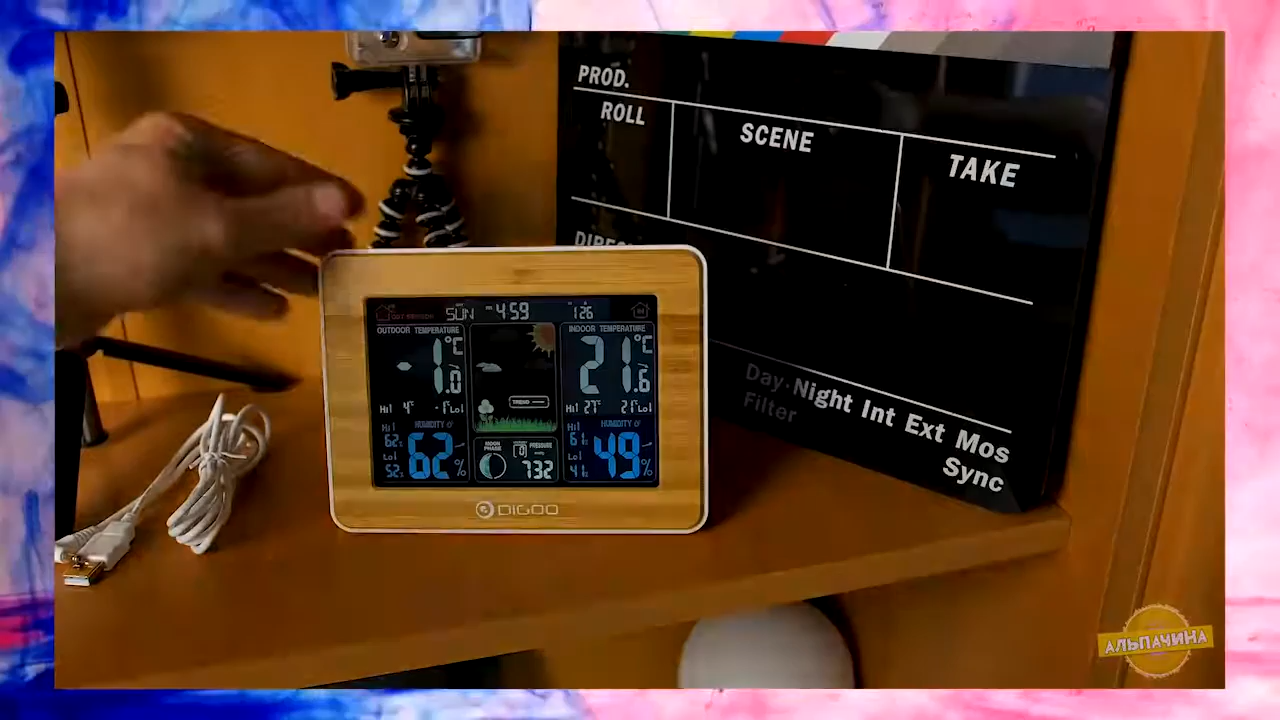 PROD.
ROLL
SCENE
TAKE
SUN 4 59 1 26
OUTDOOR TEMPERATURE
INDOOR TEMPERATURE
1.0 °C
21.6 °C
TREND
Hi 4° -1° Lo
Hi 27° 21° Lo
HUMIDITY
HUMIDITY
Hi 62% Lo 52% 62%
MOON PHASE
PRESSURE
732
Hi 61% Lo 41% 49%
DIGOO
Day·Night Int Ext Mos
Filter
Sync
АЛЬПАЧИНА